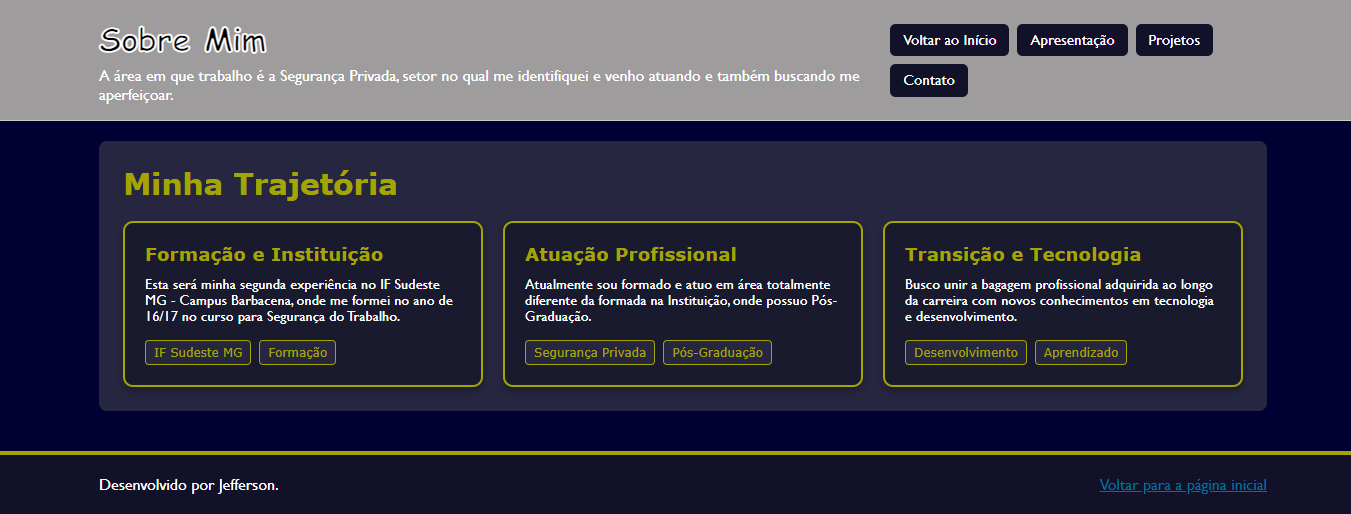 Sobre Mim
A área em que trabalho é a Segurança Privada, setor no qual me identifiquei e venho atuando e também buscando me
aperfeiçoar.
Voltar ao Início
Apresentação
Projetos
Contato
Minha Trajetória
Formação e Instituição
Esta será minha segunda experiência no IF Sudeste
MG - Campus Barbacena, onde me formei no ano de
16/17 no curso para Segurança do Trabalho.
IF Sudeste MG
Formação
Atuação Profissional
Atualmente sou formado e atuo em área totalmente
diferente da formada na Instituição, onde possuo Pós-
Graduação.
Segurança Privada
Pós-Graduação
Transição e Tecnologia
Busco unir a bagagem profissional adquirida ao longo
da carreira com novos conhecimentos em tecnologia
e desenvolvimento.
Desenvolvimento
Aprendizado
Desenvolvido por Jefferson.
Voltar para a página inicial